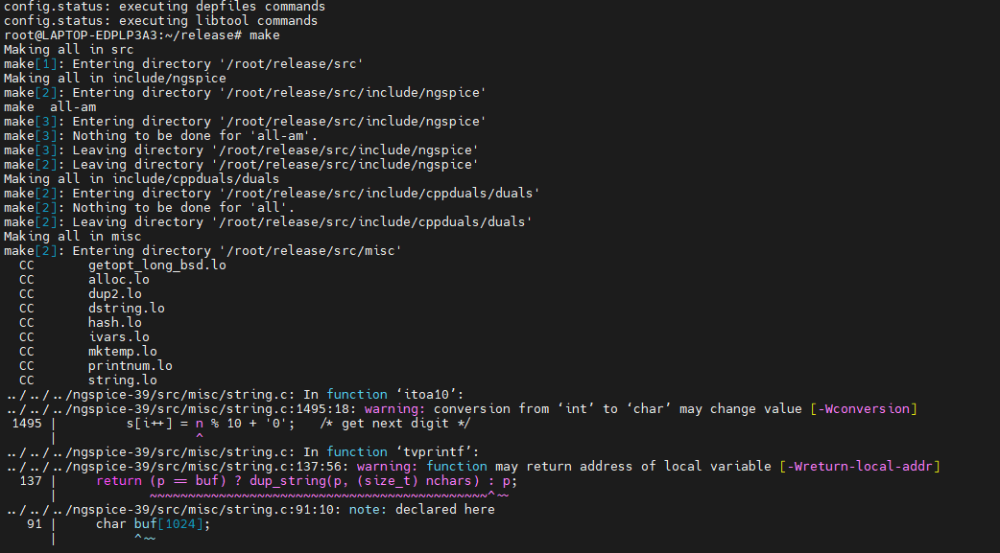 config.status: executing depfiles commands
config.status: executing libtool commands
root@LAPTOP-EDPLP3A3:~/release# make
Making all in src
make[1]: Entering directory '/root/release/src'
Making all in include/ngspice
make[2]: Entering directory '/root/release/src/include/ngspice'
make  all-am
make[3]: Entering directory '/root/release/src/include/ngspice'
make[3]: Nothing to be done for 'all-am'.
make[3]: Leaving directory '/root/release/src/include/ngspice'
make[2]: Leaving directory '/root/release/src/include/ngspice'
Making all in include/cppduals/duals
make[2]: Entering directory '/root/release/src/include/cppduals/duals'
make[2]: Nothing to be done for 'all'.
make[2]: Leaving directory '/root/release/src/include/cppduals/duals'
Making all in misc
make[2]: Entering directory '/root/release/src/misc'
  CC       getopt_long_bsd.lo
  CC       alloc.lo
  CC       dup2.lo
  CC       dstring.lo
  CC       hash.lo
  CC       ivars.lo
  CC       mktemp.lo
  CC       printnum.lo
  CC       string.lo
../../../ngspice-39/src/misc/string.c: In function ‘itoa10’:
../../../ngspice-39/src/misc/string.c:1495:18: warning: conversion from ‘int’ to ‘char’ may change value [-Wconversion]
 1495 |         s[i++] = n % 10 + '0';   /* get next digit */
      |                  ^
../../../ngspice-39/src/misc/string.c: In function ‘tvprintf’:
../../../ngspice-39/src/misc/string.c:137:56: warning: function may return address of local variable [-Wreturn-local-addr]
  137 |     return (p == buf) ? dup_string(p, (size_t) nchars) : p;
      |            ~~~~~~~~~~~~~~~~~~~~~~~~~~~~~~~~~~~~~~~~~~~~^~~
../../../ngspice-39/src/misc/string.c:91:10: note: declared here
   91 |     char buf[1024];
      |          ^~~